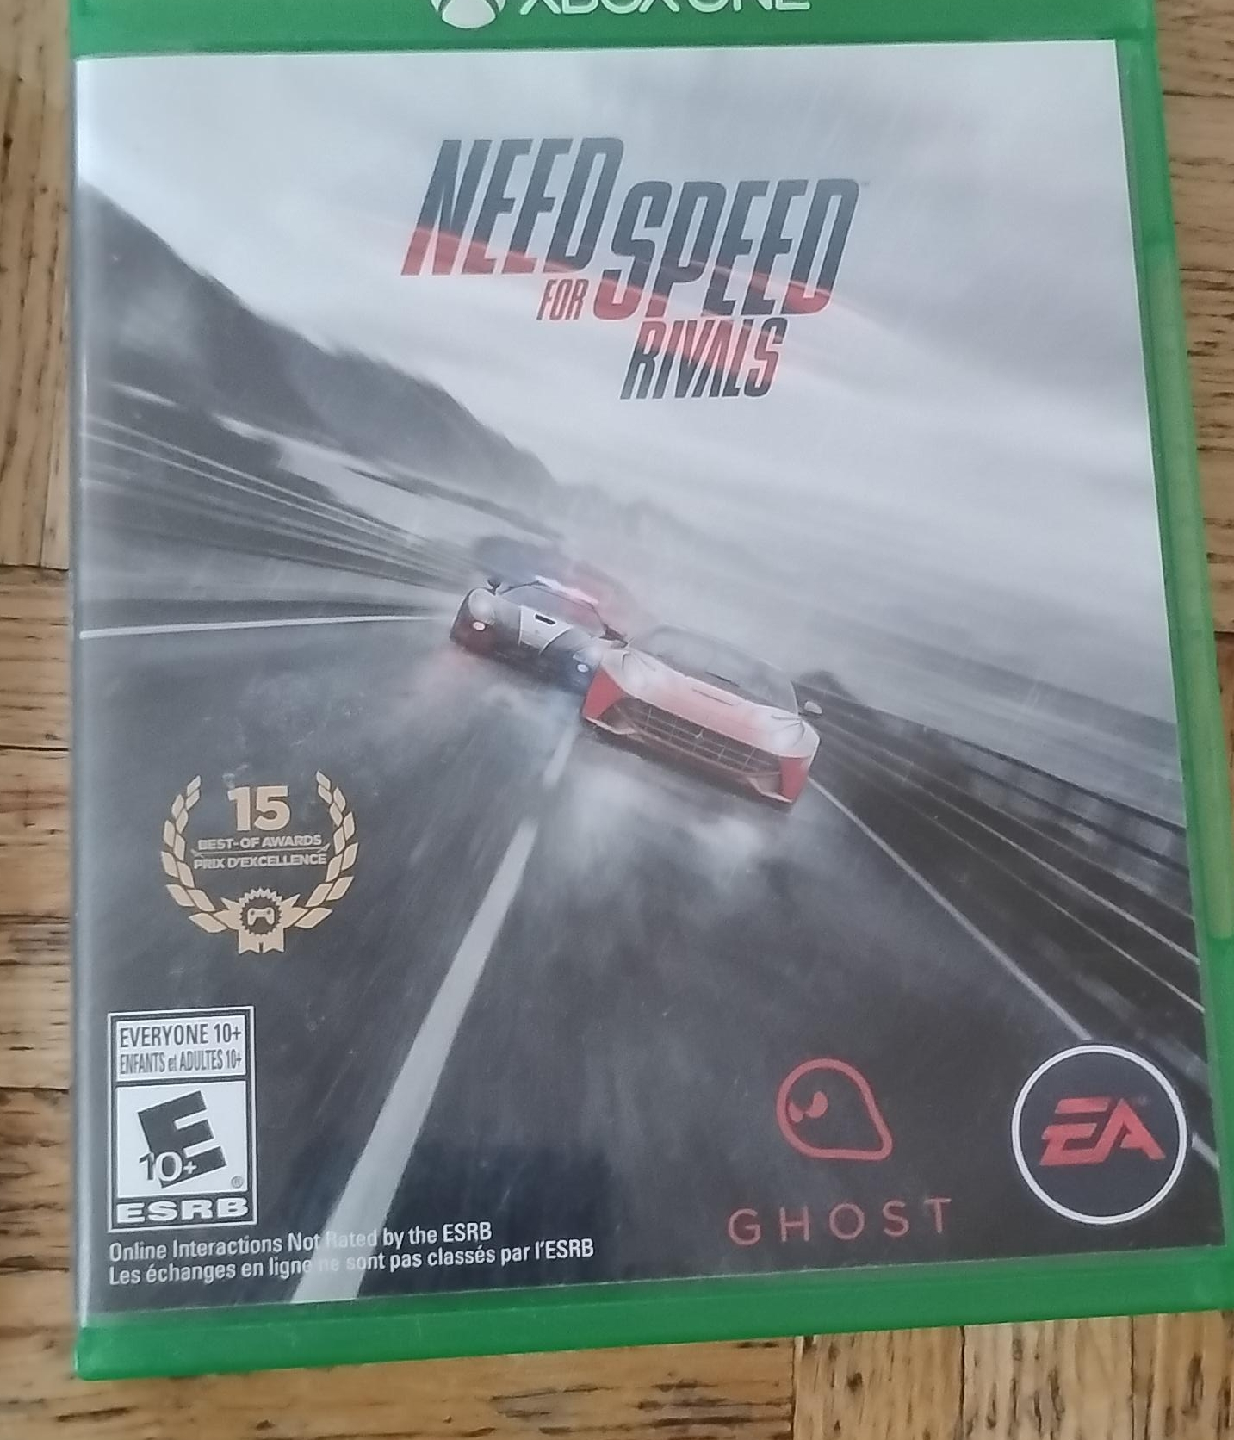 XBOX ONE
NEED
SPEED
FOR
RIVALS
15
BEST-OF AWARDS
PRIX D'EXCELLENCE
EVERYONE 10+
ENFANTS et ADULTES 10+
E
10+
®
ESRB
Online Interactions Not Rated by the ESRB
Les échanges en ligne ne sont pas classés par l'ESRB
GHOST
EA